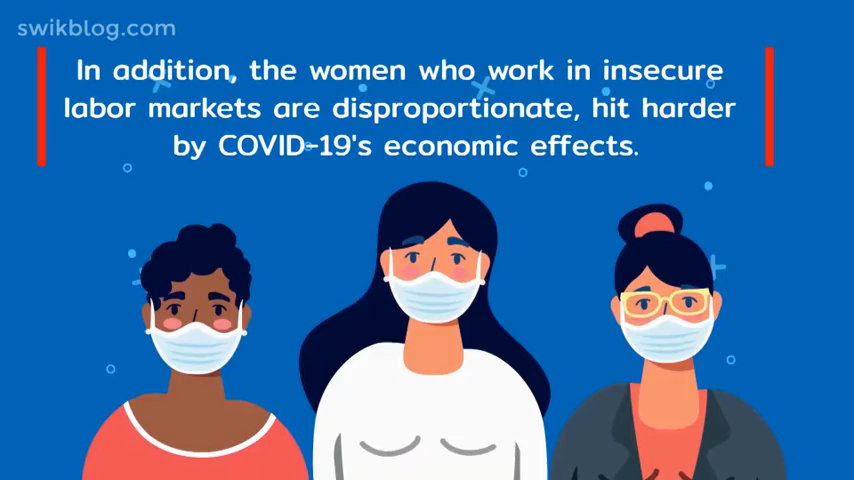 swikblog.com
In addition, the women who work in insecure
labor markets are disproportionate, hit harder
by COVID-19's economic effects.